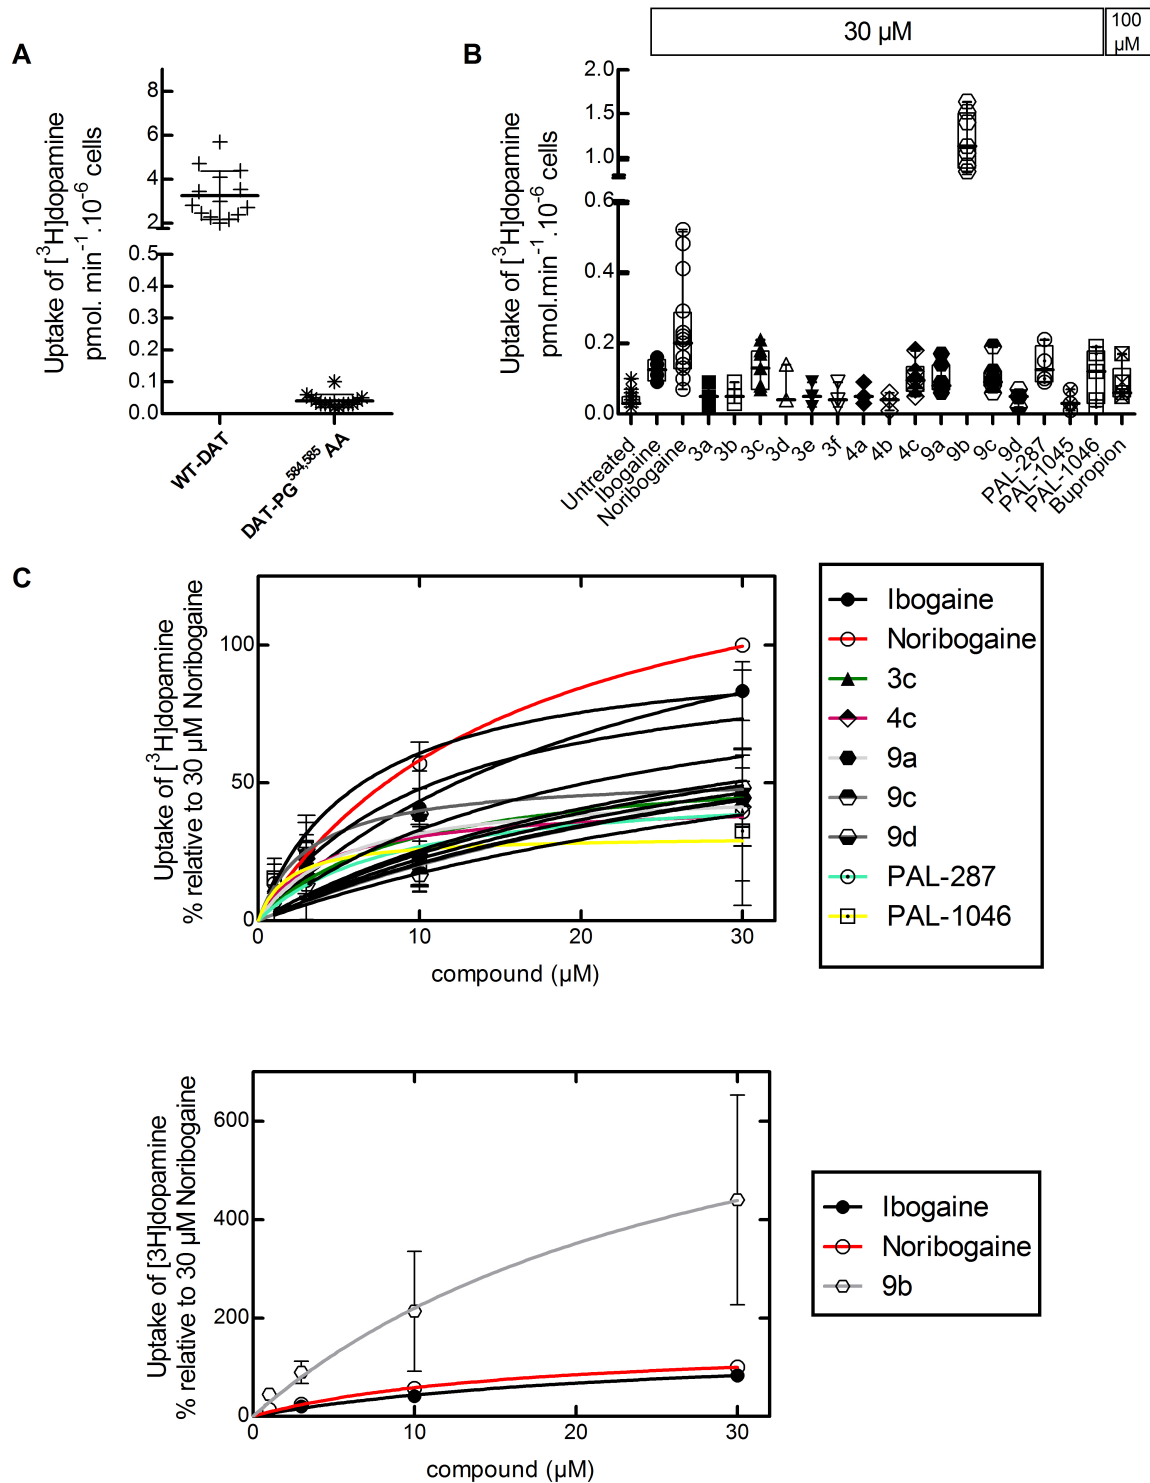 A
Uptake of [³H]dopamine
pmol. min⁻¹.10⁻⁶ cells
8
6
4
2
0.5
0.4
0.3
0.2
0.1
0.0
WT-DAT
DAT-PG⁵⁸⁴,⁵⁸⁵AA
B
30 µM
100
µM
Uptake of [³H]dopamine
pmol.min⁻¹.10⁻⁶ cells
2.0
1.5
1.0
0.6
0.4
0.2
0.0
Untreated
Ibogaine
Noribogaine
3a
3b
3c
3d
3e
3f
4a
4b
4c
9a
9b
9c
9d
PAL-287
PAL-1045
PAL-1046
Bupropion
C
Uptake of [³H]dopamine
% relative to 30 µM Noribogaine
100
50
0
0
10
20
30
compound (µM)
Ibogaine
Noribogaine
3c
4c
9a
9c
9d
PAL-287
PAL-1046
Uptake of [3H]dopamine
% relative to 30 µM Noribogaine
600
400
200
0
0
10
20
30
compound (µM)
Ibogaine
Noribogaine
9b